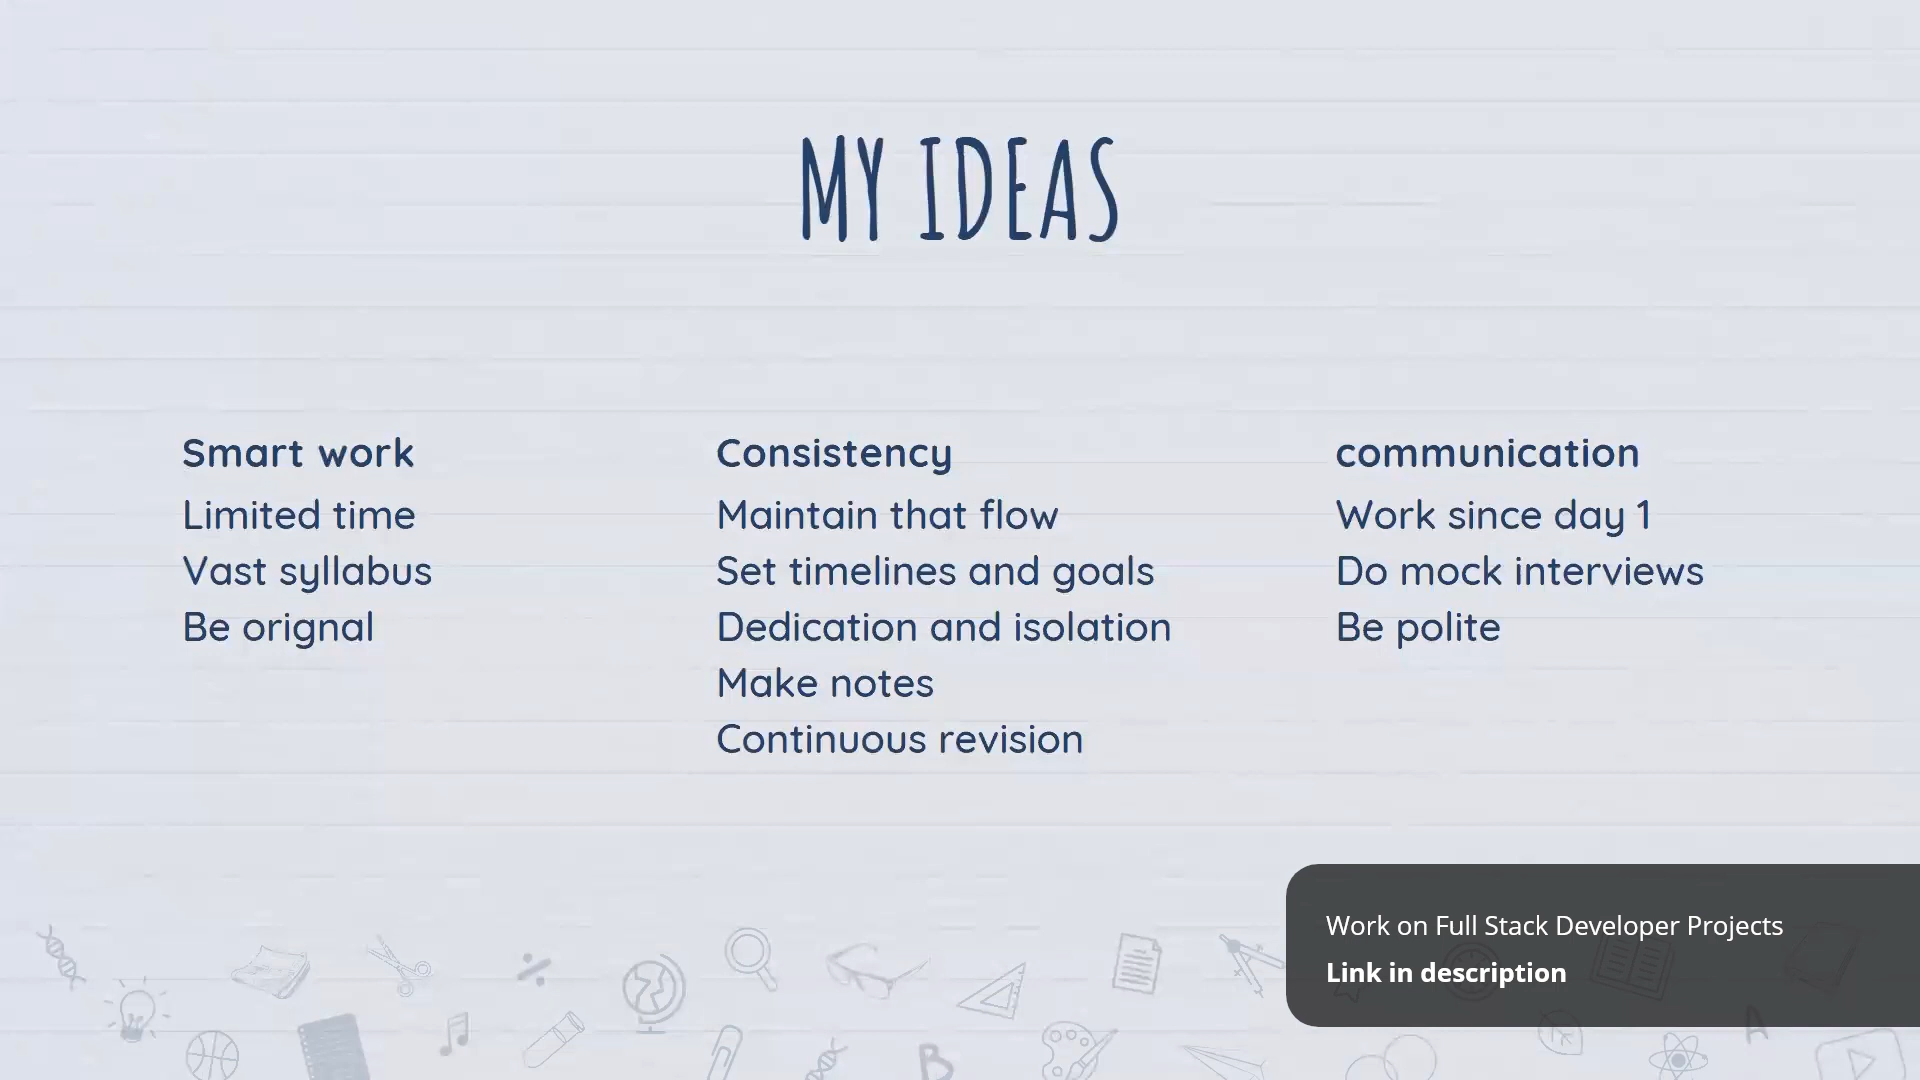 MY IDEAS
Smart work
Limited time
Vast syllabus
Be orignal
Consistency
Maintain that flow
Set timelines and goals
Dedication and isolation
Make notes
Continuous revision
communication
Work since day 1
Do mock interviews
Be polite
Work on Full Stack Developer Projects
Link in description
B
A